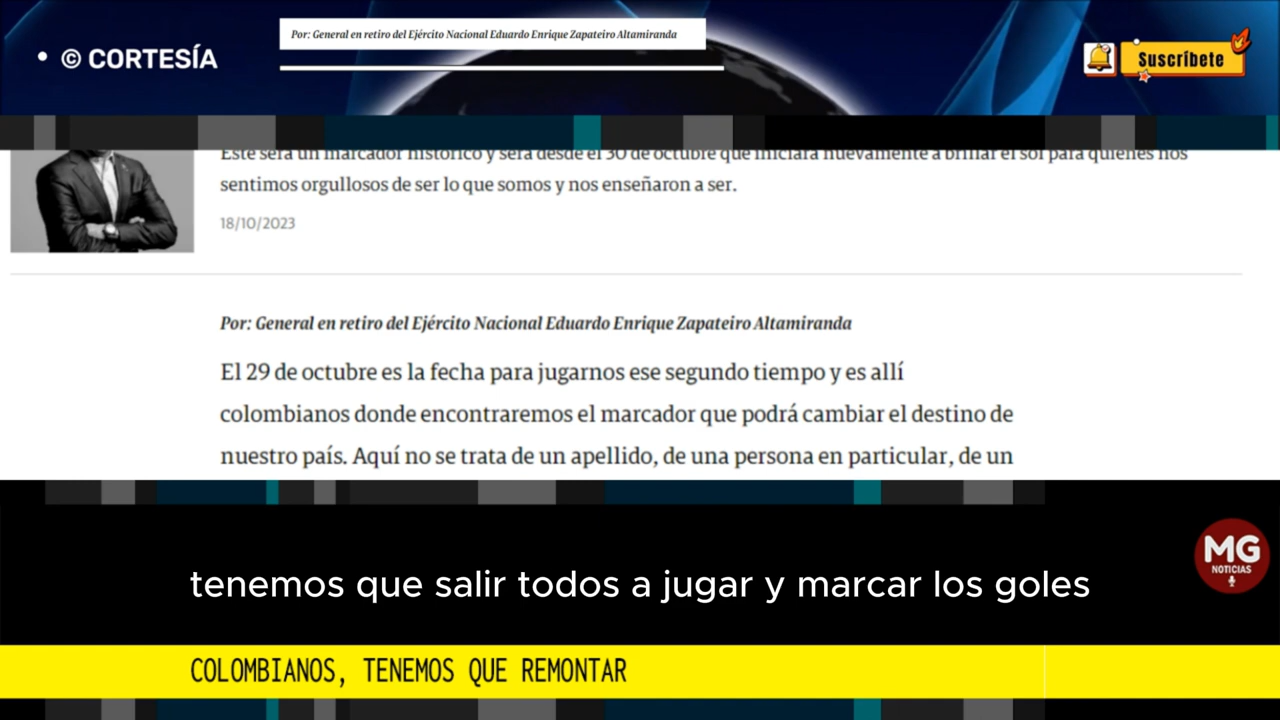 Por: General en retiro del Ejército Nacional Eduardo Enrique Zapateiro Altamiranda
• © CORTESÍA
Suscríbete
Este será un marcador histórico y será desde el 30 de octubre que iniciará nuevamente a brillar el sol para quienes nos
sentimos orgullosos de ser lo que somos y nos enseñaron a ser.
18/10/2023
Por: General en retiro del Ejército Nacional Eduardo Enrique Zapateiro Altamiranda
El 29 de octubre es la fecha para jugarnos ese segundo tiempo y es allí
colombianos donde encontraremos el marcador que podrá cambiar el destino de
nuestro país. Aquí no se trata de un apellido, de una persona en particular, de un
MG
NOTICIAS
tenemos que salir todos a jugar y marcar los goles
COLOMBIANOS, TENEMOS QUE REMONTAR